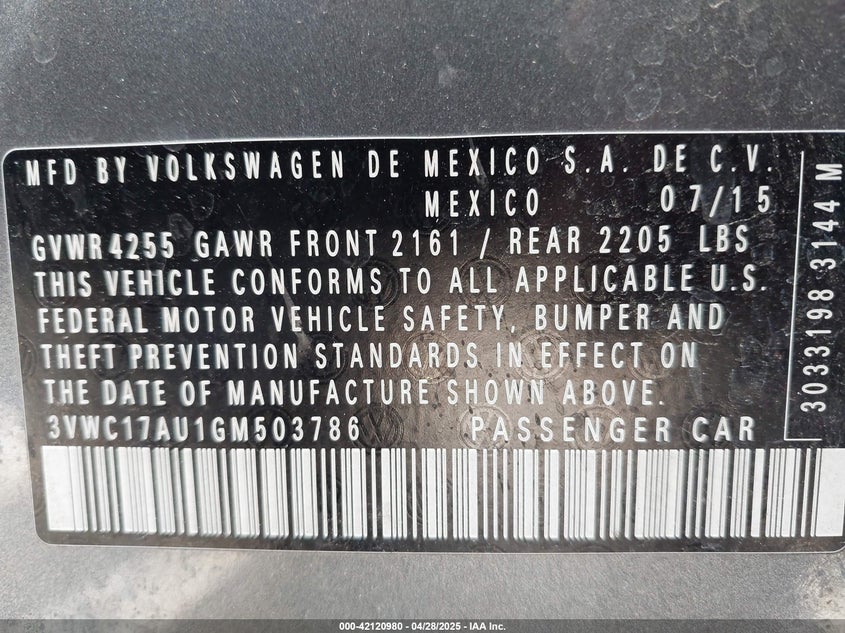 MFD BY VOLKSWAGEN DE MEXICO S.A. DE C.V.
MEXICO 07/15
GVWR 4255 GAWR FRONT 2161 / REAR 2205 LBS
THIS VEHICLE CONFORMS TO ALL APPLICABLE U.S.
FEDERAL MOTOR VEHICLE SAFETY, BUMPER AND
THEFT PREVENTION STANDARDS IN EFFECT ON
THE DATE OF MANUFACTURE SHOWN ABOVE.
3VWC17AU1GM503786 PASSENGER CAR
3033198 3144 M
000-42120980 / 04/28/2025 - IAA Inc.